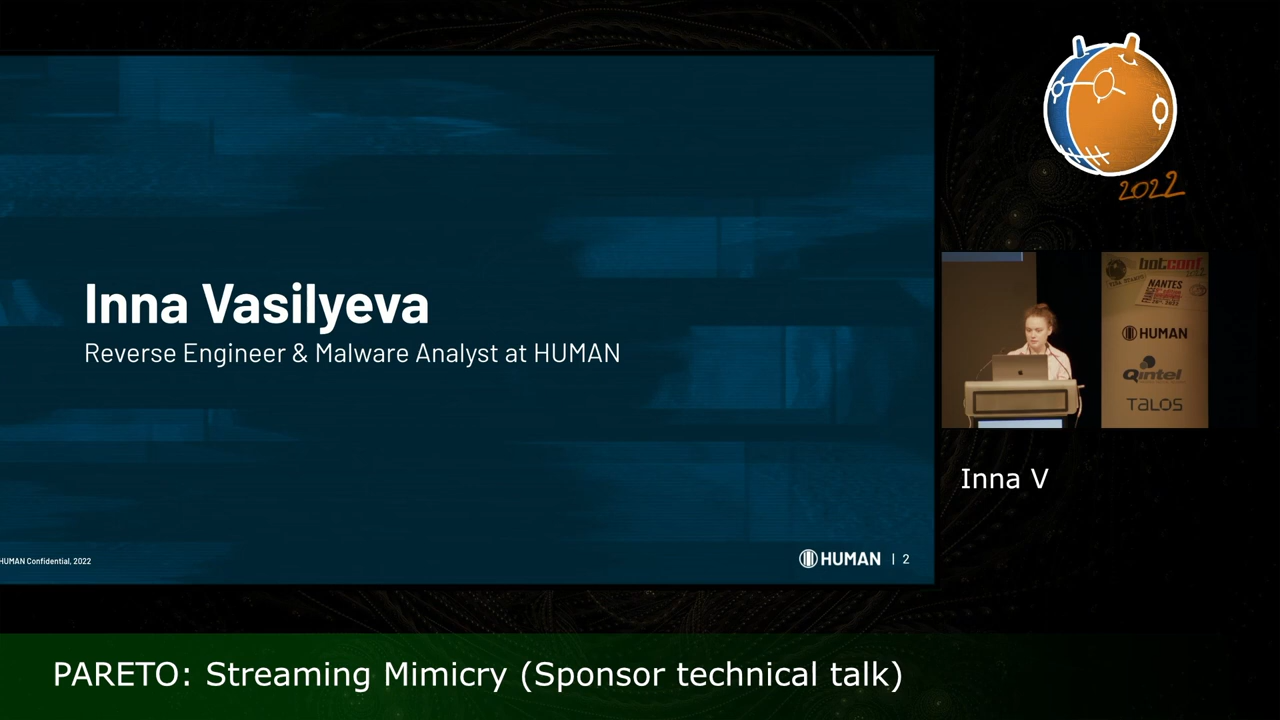 Inna Vasilyeva
Reverse Engineer & Malware Analyst at HUMAN
HUMAN Confidential, 2022
HUMAN | 2
2022
botconf
NANTES
HUMAN
Qintel
TALOS
Inna V
PARETO: Streaming Mimicry (Sponsor technical talk)